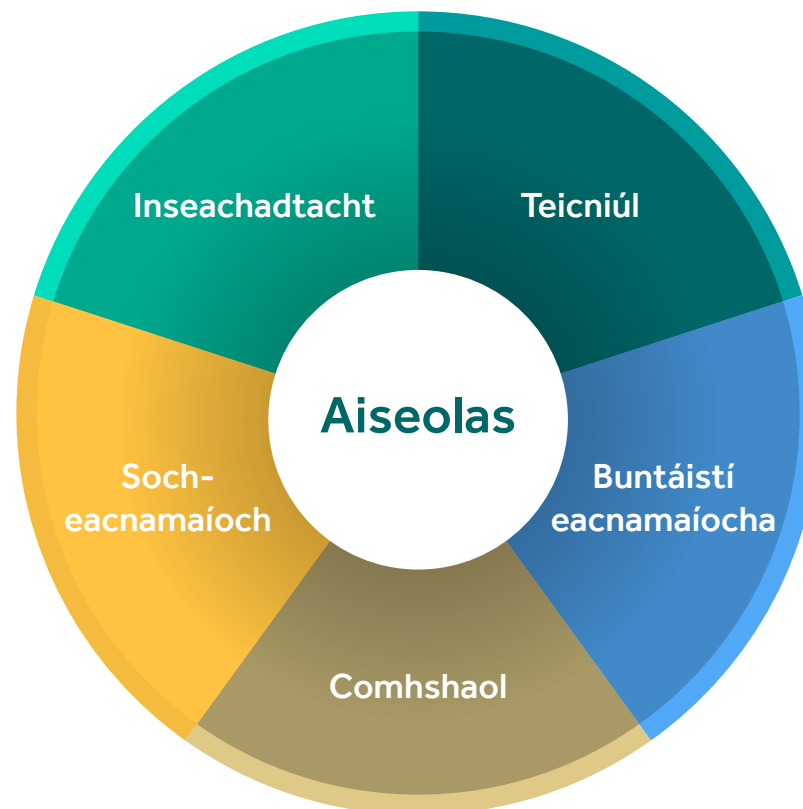 Inseachadtacht
Teicniúl
Aiseolas
Soch-
eacnamaíoch
Buntáistí
eacnamaíocha
Comhshaol